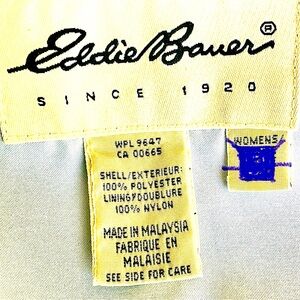 Eddie Bauer®
SINCE 1920
WPL 9647
CA 00665
SHELL/EXTERIEUR:
100% POLYESTER
LINING/DOUBLURE
100% NYLON
MADE IN MALAYSIA
FABRIQUE EN
MALAISIE
SEE SIDE FOR CARE
WOMENS/